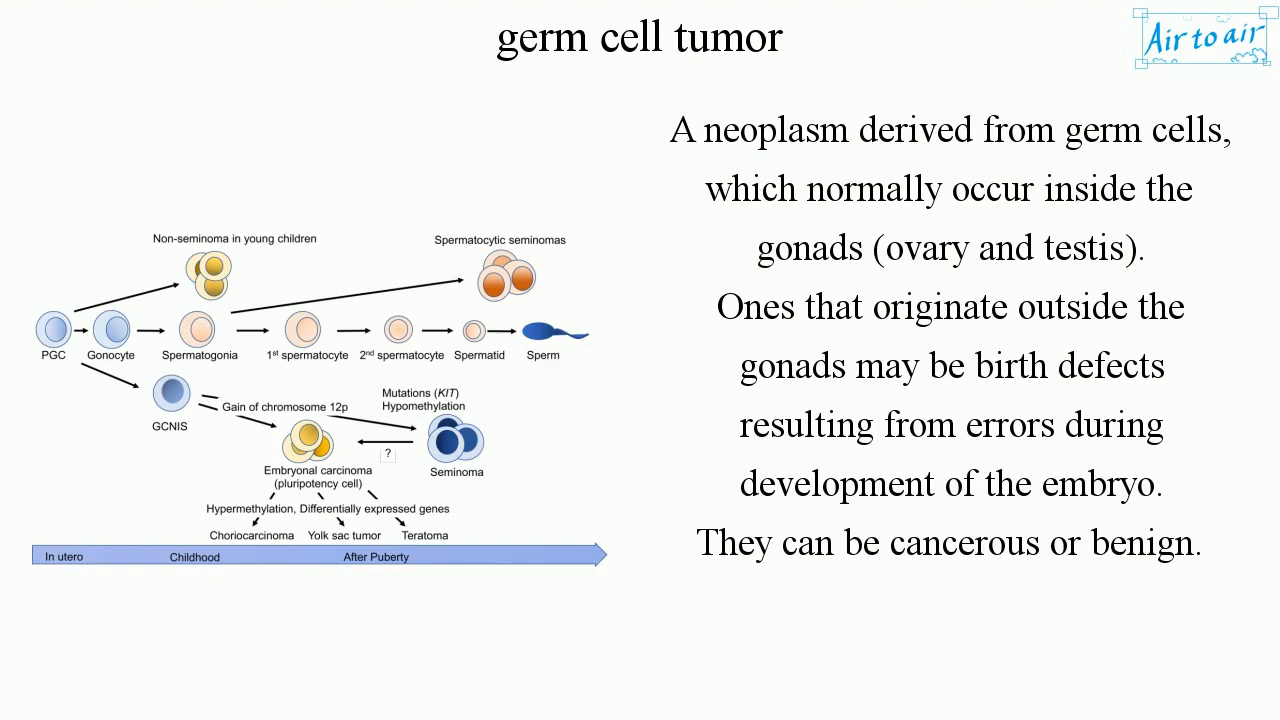 germ cell tumor
Air to air
A neoplasm derived from germ cells,
which normally occur inside the
gonads (ovary and testis).
Ones that originate outside the
gonads may be birth defects
resulting from errors during
development of the embryo.
They can be cancerous or benign.
Non-seminoma in young children
Spermatocytic seminomas
PGC
Gonocyte
Spermatogonia
1st spermatocyte
2nd spermatocyte
Spermatid
Sperm
GCNIS
Gain of chromosome 12p
Mutations (KIT)
Hypomethylation
?
Embryonal carcinoma
(pluripotency cell)
Seminoma
Hypermethylation, Differentially expressed genes
Choriocarcinoma
Yolk sac tumor
Teratoma
In utero
Childhood
After Puberty